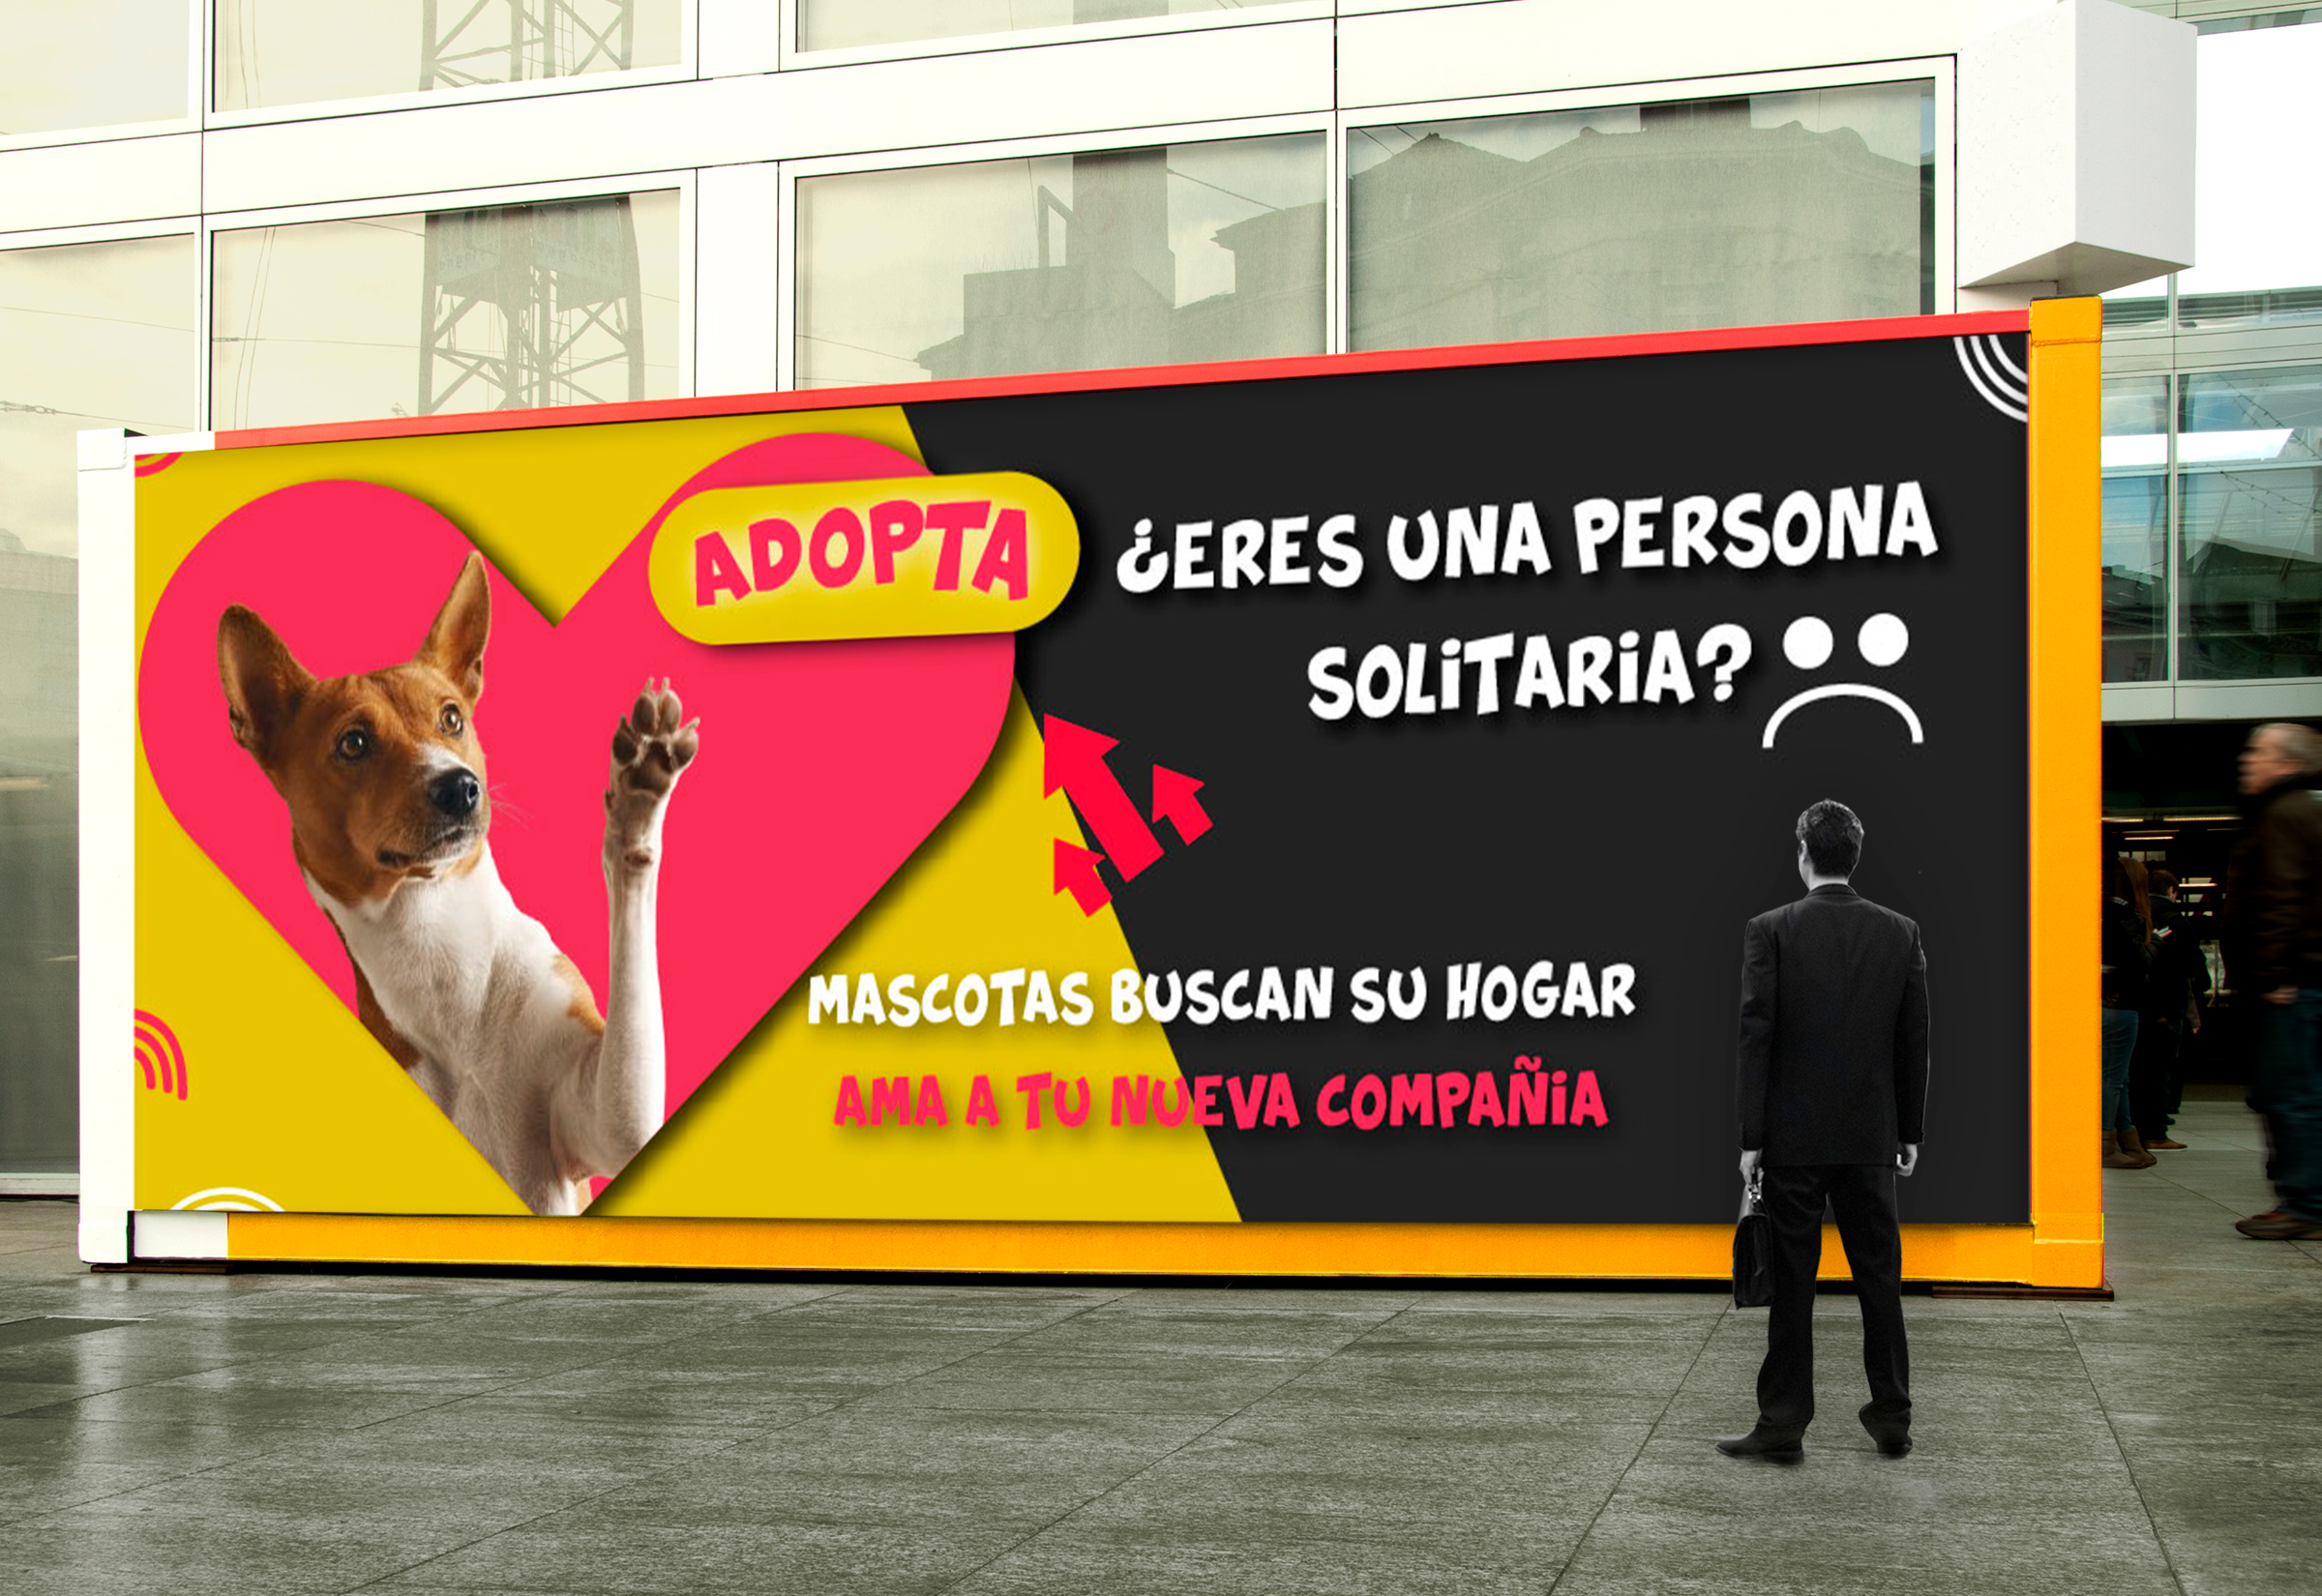 ADOPTA
¿ERES UNA PERSONA
SOLiTARiA?
MASCOTAS BUSCAN SU HOGAR
AMA A TU NUEVA COMPAÑiA